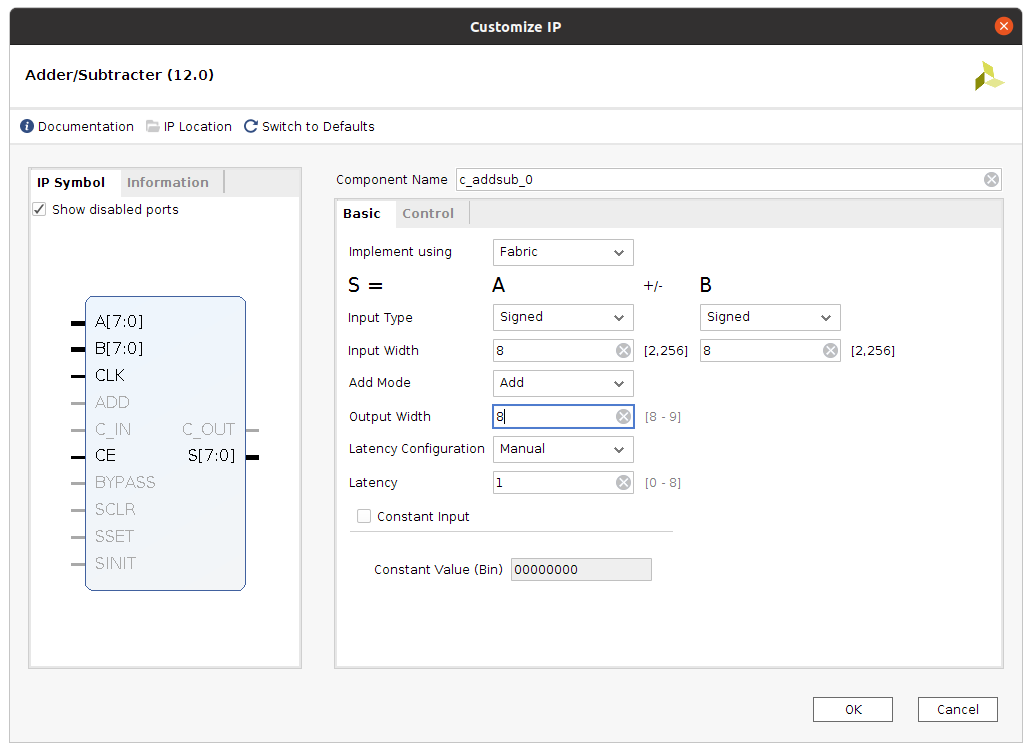 Customize IP
Adder/Subtracter (12.0)
Documentation IP Location Switch to Defaults
IP Symbol Information
Show disabled ports
A[7:0]
B[7:0]
CLK
ADD
C_IN C_OUT
CE S[7:0]
BYPASS
SCLR
SSET
SINIT
Component Name c_addsub_0
Basic Control
Implement using Fabric
S = A +/- B
Input Type Signed Signed
Input Width 8 [2,256] 8 [2,256]
Add Mode Add
Output Width 8 [8 - 9]
Latency Configuration Manual
Latency 1 [0 - 8]
Constant Input
Constant Value (Bin) 00000000
OK Cancel